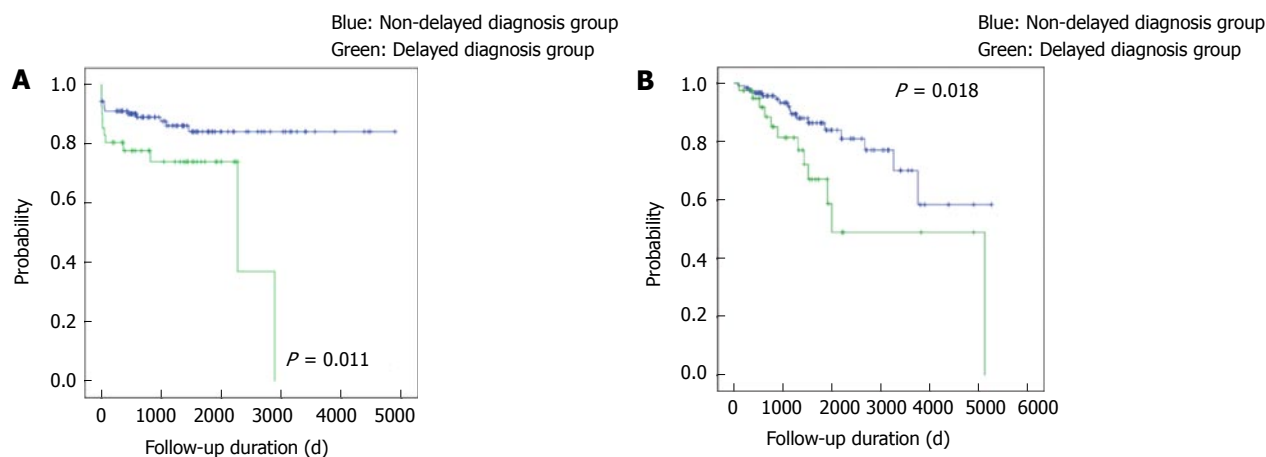 Blue: Non-delayed diagnosis group
Green: Delayed diagnosis group
A
1.0
0.8
0.6
0.4
0.2
0.0
Probability
P = 0.011
0 1000 2000 3000 4000 5000
Follow-up duration (d)
Blue: Non-delayed diagnosis group
Green: Delayed diagnosis group
B
P = 0.018
1.0
0.8
0.6
0.4
0.2
0.0
Probability
0 1000 2000 3000 4000 5000 6000
Follow-up duration (d)